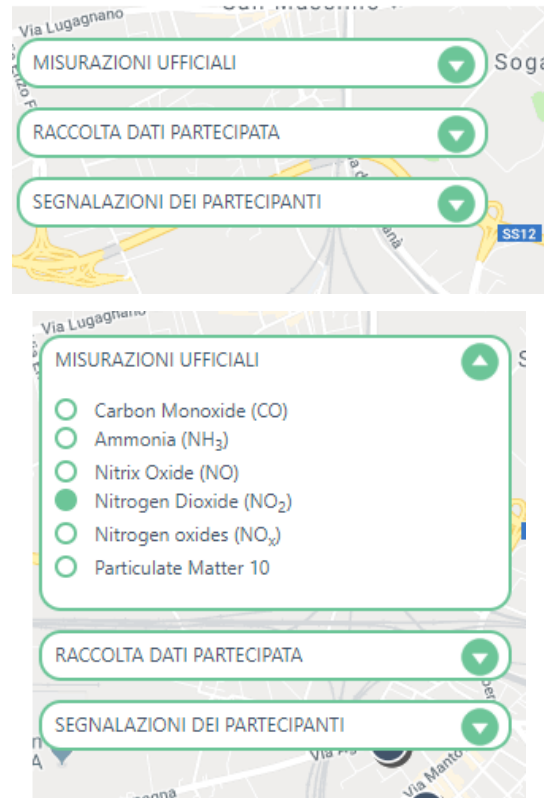 Via Lugagnano
MISURAZIONI UFFICIALI
Soga
RACCOLTA DATI PARTECIPATA
SEGNALAZIONI DEI PARTECIPANTI
SS12
Via Lugagnano
MISURAZIONI UFFICIALI
S
Carbon Monoxide (CO)
Ammonia (NH₃)
Nitrix Oxide (NO)
Nitrogen Dioxide (NO₂)
Nitrogen oxides (NOₓ)
Particulate Matter 10
RACCOLTA DATI PARTECIPATA
SEGNALAZIONI DEI PARTECIPANTI
Via Manto